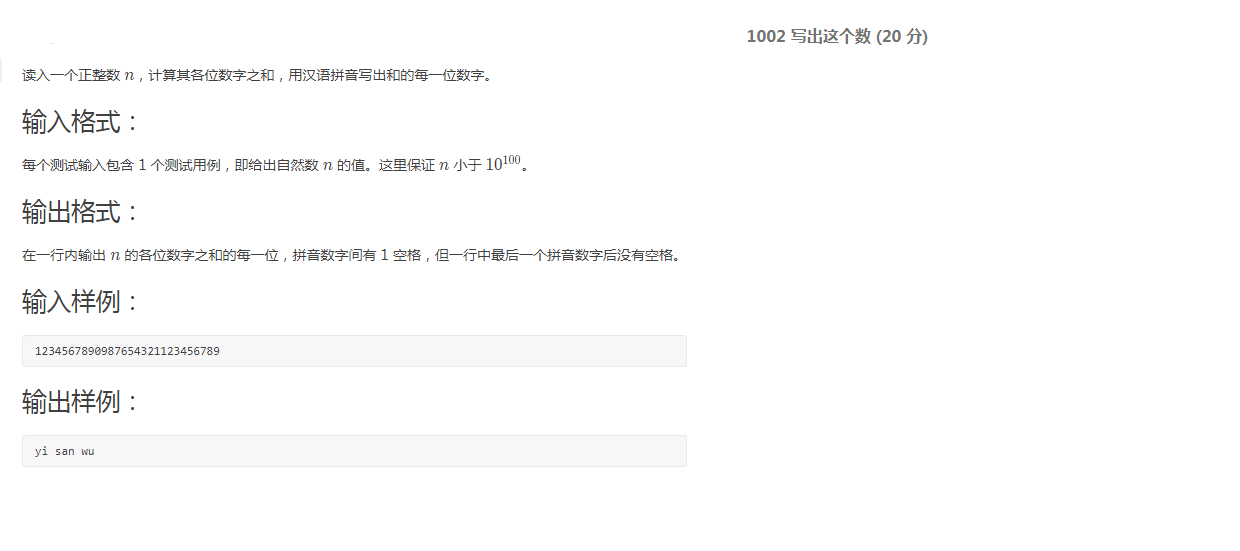 1002 写出这个数 (20 分)
读入一个正整数 n，计算其各位数字之和，用汉语拼音写出和的每一位数字。
输入格式：
每个测试输入包含 1 个测试用例，即给出自然数 n 的值。这里保证 n 小于 10^100。
输出格式：
在一行内输出 n 的各位数字之和的每一位，拼音数字间有 1 空格，但一行中最后一个拼音数字后没有空格。
输入样例：
1234567890987654321123456789
输出样例：
yi san wu